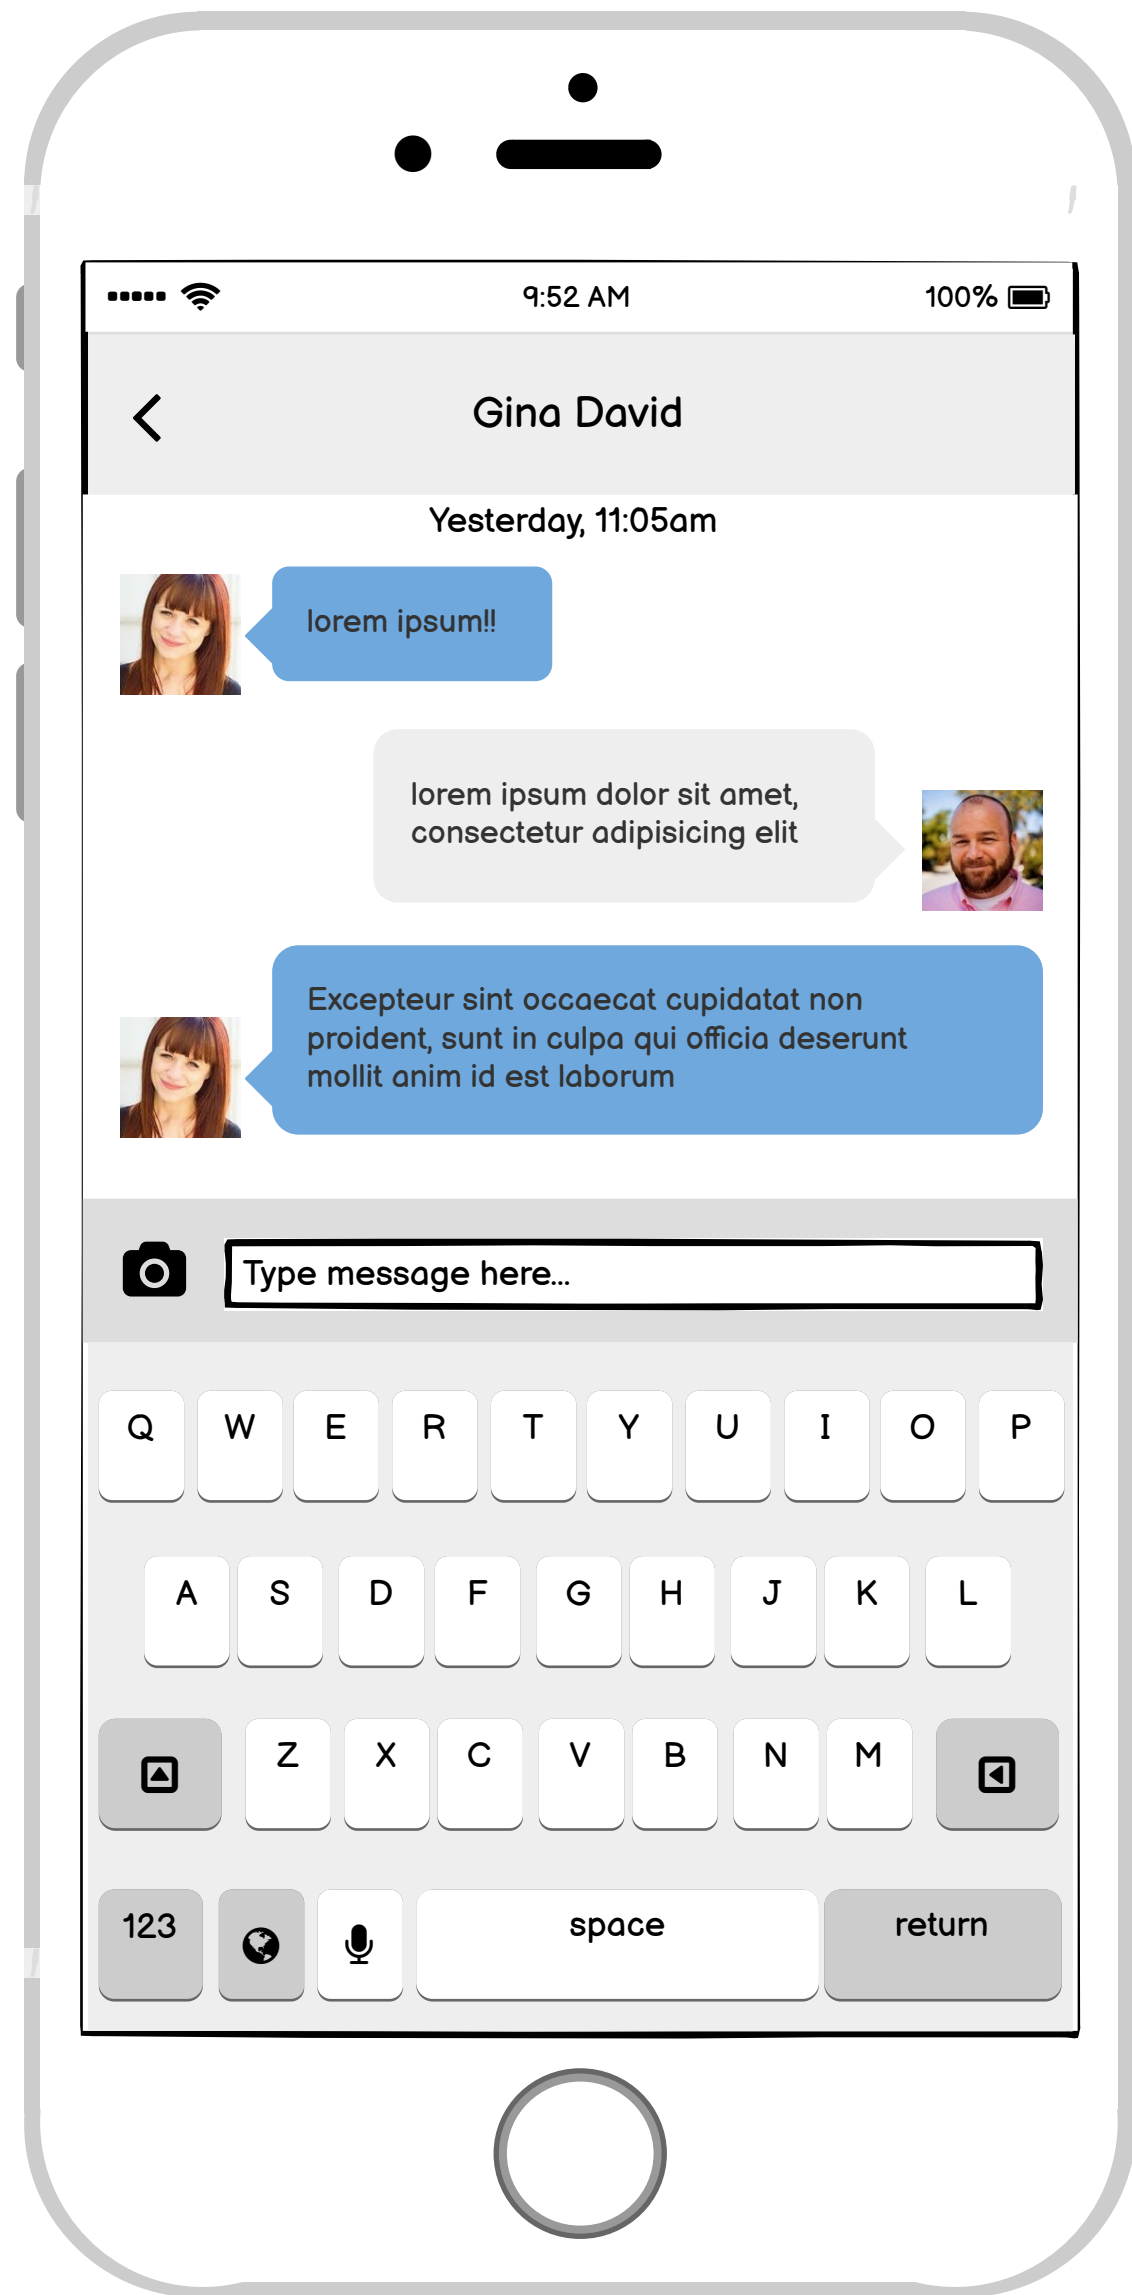 9:52 AM 100%
Gina David
Yesterday, 11:05am
lorem ipsum!!
lorem ipsum dolor sit amet,
consectetur adipisicing elit
Excepteur sint occaecat cupidatat non
proident, sunt in culpa qui officia deserunt
mollit anim id est laborum
Type message here...
Q W E R T Y U I O P
A S D F G H J K L
Z X C V B N M
123 space return